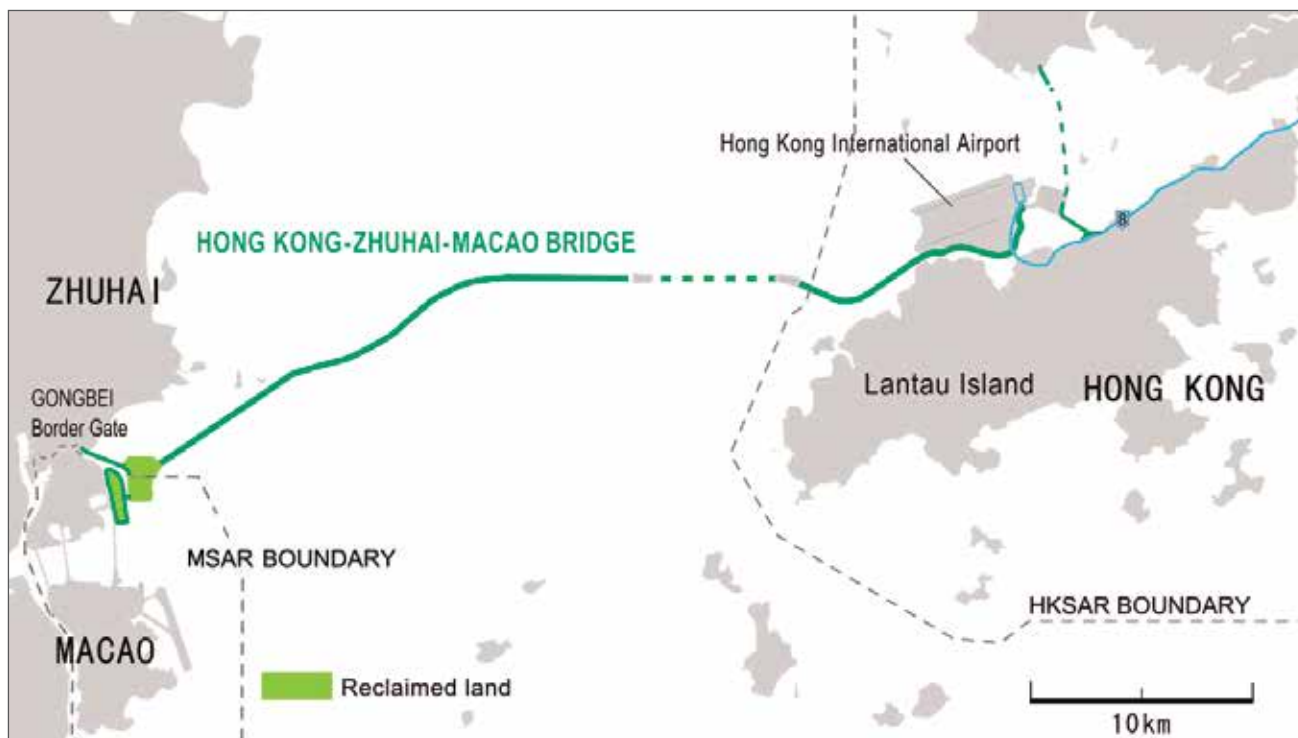 Hong Kong International Airport
8
HONG KONG-ZHUHAI-MACAO BRIDGE
ZHUHAI
Lantau Island
HONG KONG
GONGBEI
Border Gate
MSAR BOUNDARY
HKSAR BOUNDARY
MACAO
Reclaimed land
10km